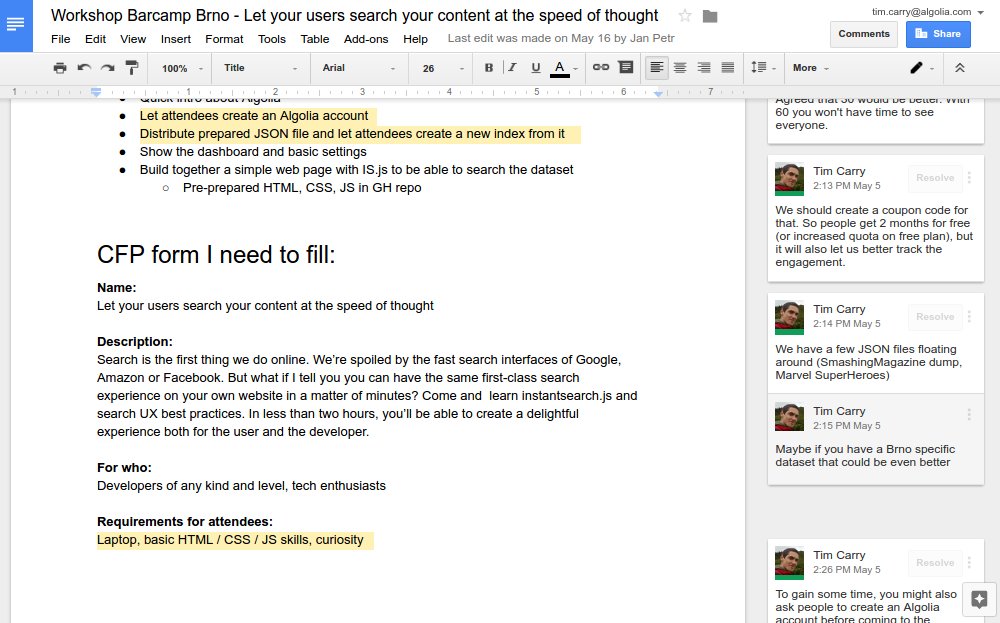 Workshop Barcamp Brno - Let your users search your content at the speed of thought
tim.carry@algolia.com
File Edit View Insert Format Tools Table Add-ons Help Last edit was made on May 16 by Jan Petr
Comments
Share
100% Title Arial 26 B I U A More
1 1 2 3 4 5 6 7
Quick intro about Algolia
Let attendees create an Algolia account
Distribute prepared JSON file and let attendees create a new index from it
Show the dashboard and basic settings
Build together a simple web page with IS.js to be able to search the dataset
Pre-prepared HTML, CSS, JS in GH repo
CFP form I need to fill:
Name:
Let your users search your content at the speed of thought
Description:
Search is the first thing we do online. We’re spoiled by the fast search interfaces of Google,
Amazon or Facebook. But what if I tell you you can have the same first-class search
experience on your own website in a matter of minutes? Come and  learn instantsearch.js and
search UX best practices. In less than two hours, you’ll be able to create a delightful
experience both for the user and the developer.
For who:
Developers of any kind and level, tech enthusiasts
Requirements for attendees:
Laptop, basic HTML / CSS / JS skills, curiosity
Agreed that 30 would be better. With
60 you won't have time to see
everyone.
Tim Carry
2:13 PM May 5
Resolve
We should create a coupon code for
that. So people get 2 months for free
(or increased quota on free plan), but
it will also let us better track the
engagement.
Tim Carry
2:14 PM May 5
Resolve
We have a few JSON files floating
around (SmashingMagazine dump,
Marvel SuperHeroes)
Tim Carry
2:15 PM May 5
Maybe if you have a Brno specific
dataset that could be even better
Tim Carry
2:26 PM May 5
Resolve
To gain some time, you might also
ask people to create an Algolia
account before coming to the